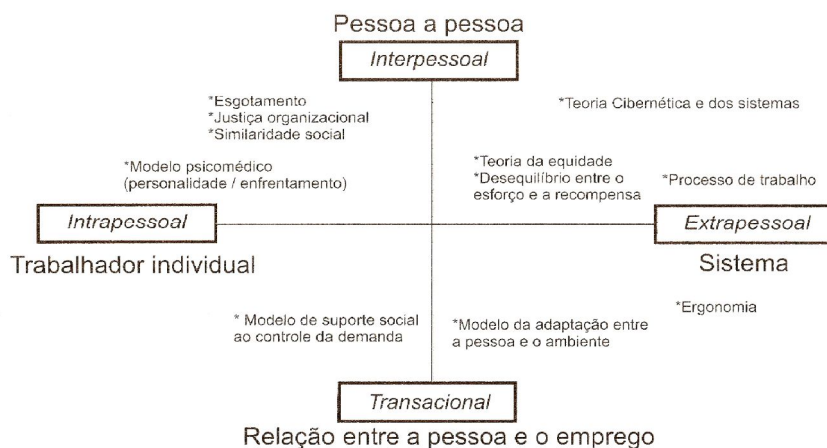 Pessoa a pessoa
Interpessoal
*Esgotamento
*Justiça organizacional
*Similaridade social
*Teoria Cibernética e dos sistemas
*Modelo psicomédico
(personalidade / enfrentamento)
*Teoria da equidade
*Desequilíbrio entre o
esforço e a recompensa
*Processo de trabalho
Intrapessoal
Extrapessoal
Trabalhador individual
Sistema
* Modelo de suporte social
ao controle da demanda
*Modelo da adaptação entre
a pessoa e o ambiente
*Ergonomia
Transacional
Relação entre a pessoa e o emprego